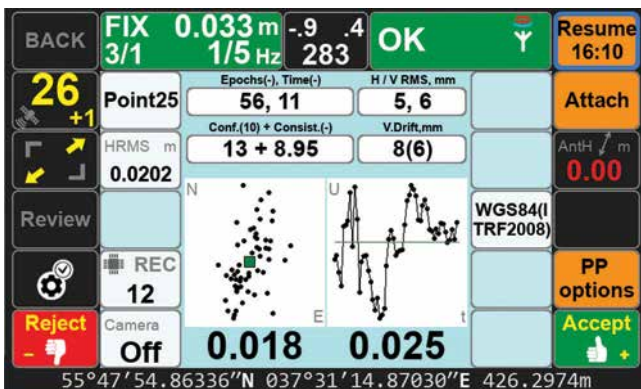 BACK
FIX 0.033 m
3/1 1/5 Hz
-.9 .4
283
OK
Resume
16:10
26
+1
Point25
Epochs(-), Time(-)
56, 11
H / V RMS, mm
5, 6
Attach
Conf.(10) + Consist.(-)
13 + 8.95
V.Drift,mm
8(6)
HRMS m
0.0202
AntH m
0.00
Review
N
U
WGS84(I
TRF2008)
REC
12
E
t
PP
options
Reject
-
Camera
Off
0.018
0.025
Accept
+
55°47'54.86336"N 037°31'14.87030"E 426.2974m